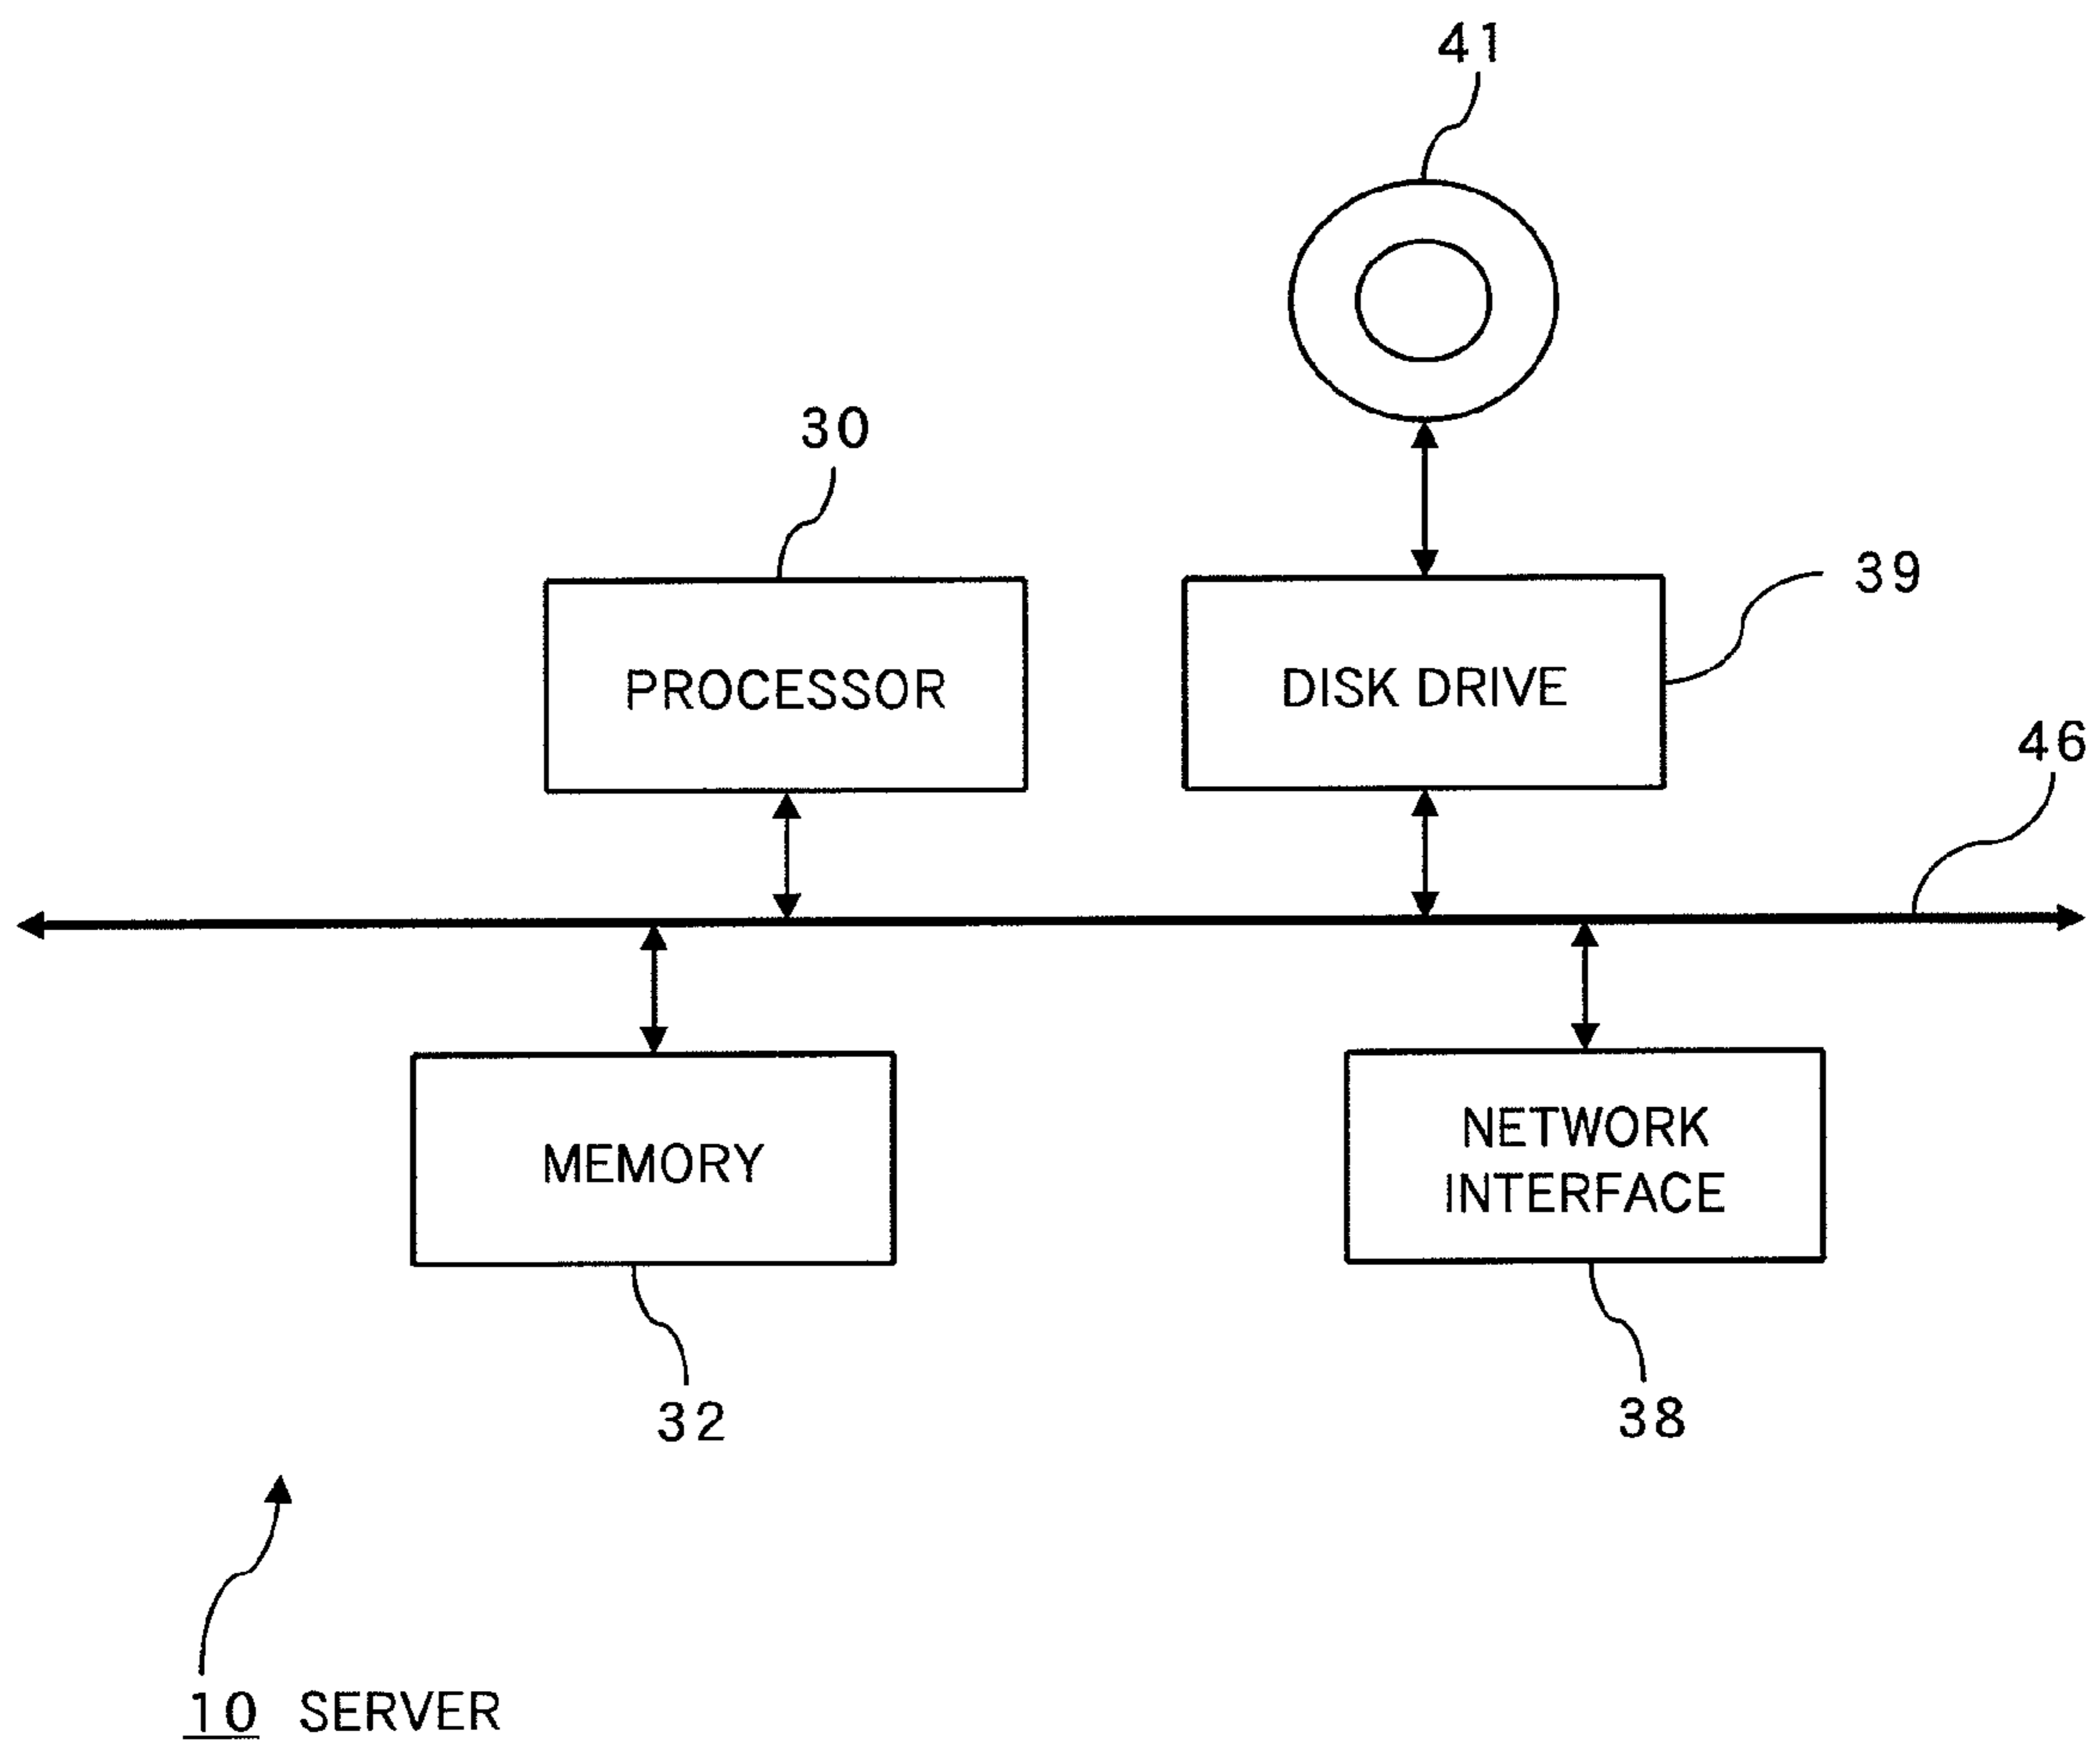 41
30
39
PROCESSOR
DISK DRIVE
46
NETWORK
INTERFACE
MEMORY
32
38
10 SERVER